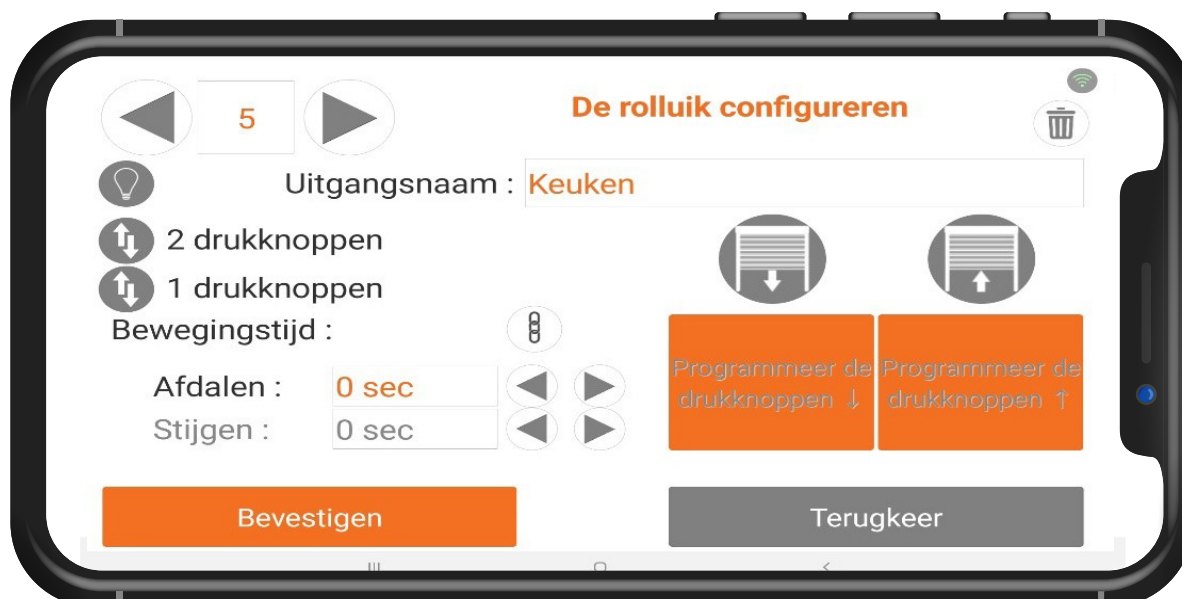 5
De rolluik configureren
Uitgangsnaam : Keuken
2 drukknoppen
1 drukknoppen
Bewegingstijd :
Afdalen : 0 sec
Stijgen : 0 sec
Programmeer de
drukknoppen ↓
Programmeer de
drukknoppen ↑
Bevestigen
Terugkeer